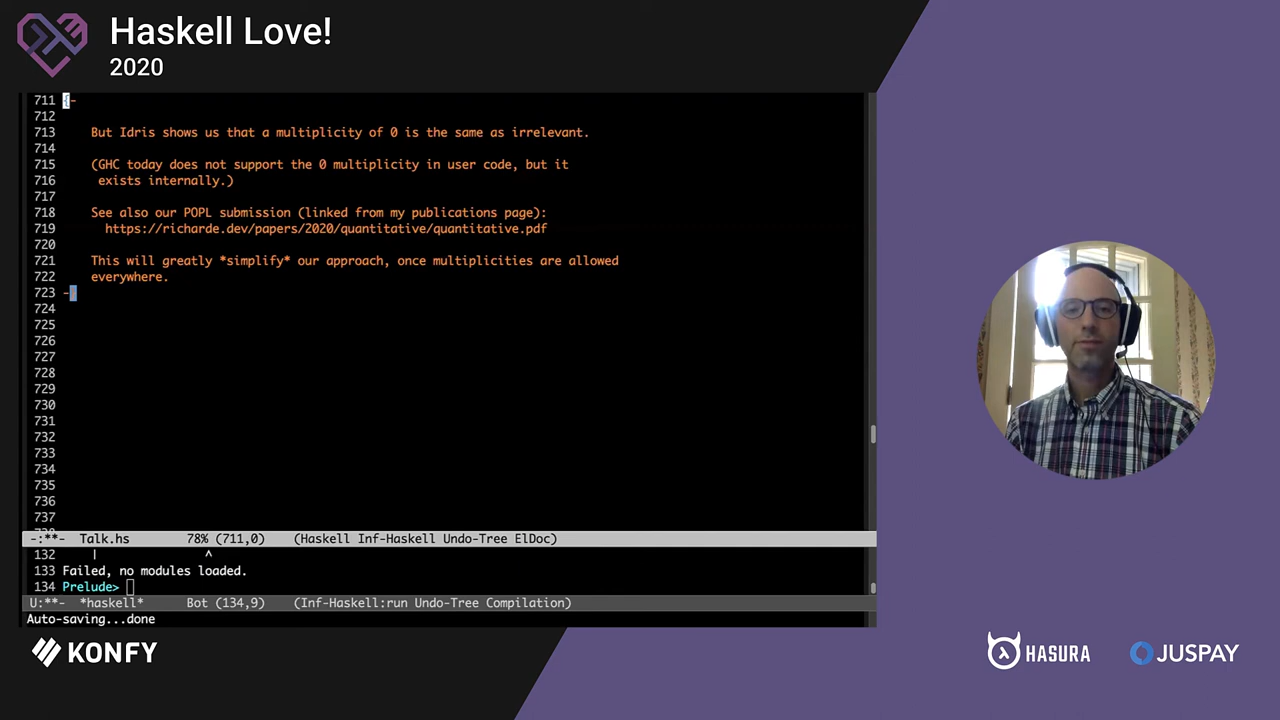 Haskell Love!
2020
711 {-
712
713 But Idris shows us that a multiplicity of 0 is the same as irrelevant.
714
715 (GHC today does not support the 0 multiplicity in user code, but it
716 exists internally.)
717
718 See also our POPL submission (linked from my publications page):
719 https://richarde.dev/papers/2020/quantitative/quantitative.pdf
720
721 This will greatly *simplify* our approach, once multiplicities are allowed
722 everywhere.
723 -}
724
725
726
727
728
729
730
731
732
733
734
735
736
737
-:**- Talk.hs 78% (711,0) (Haskell Inf-Haskell Undo-Tree ElDoc)
132 | ^
133 Failed, no modules loaded.
134 Prelude>
U:**- *haskell* Bot (134,9) (Inf-Haskell:run Undo-Tree Compilation)
Auto-saving...done
KONFY
HASURA
JUSPAY